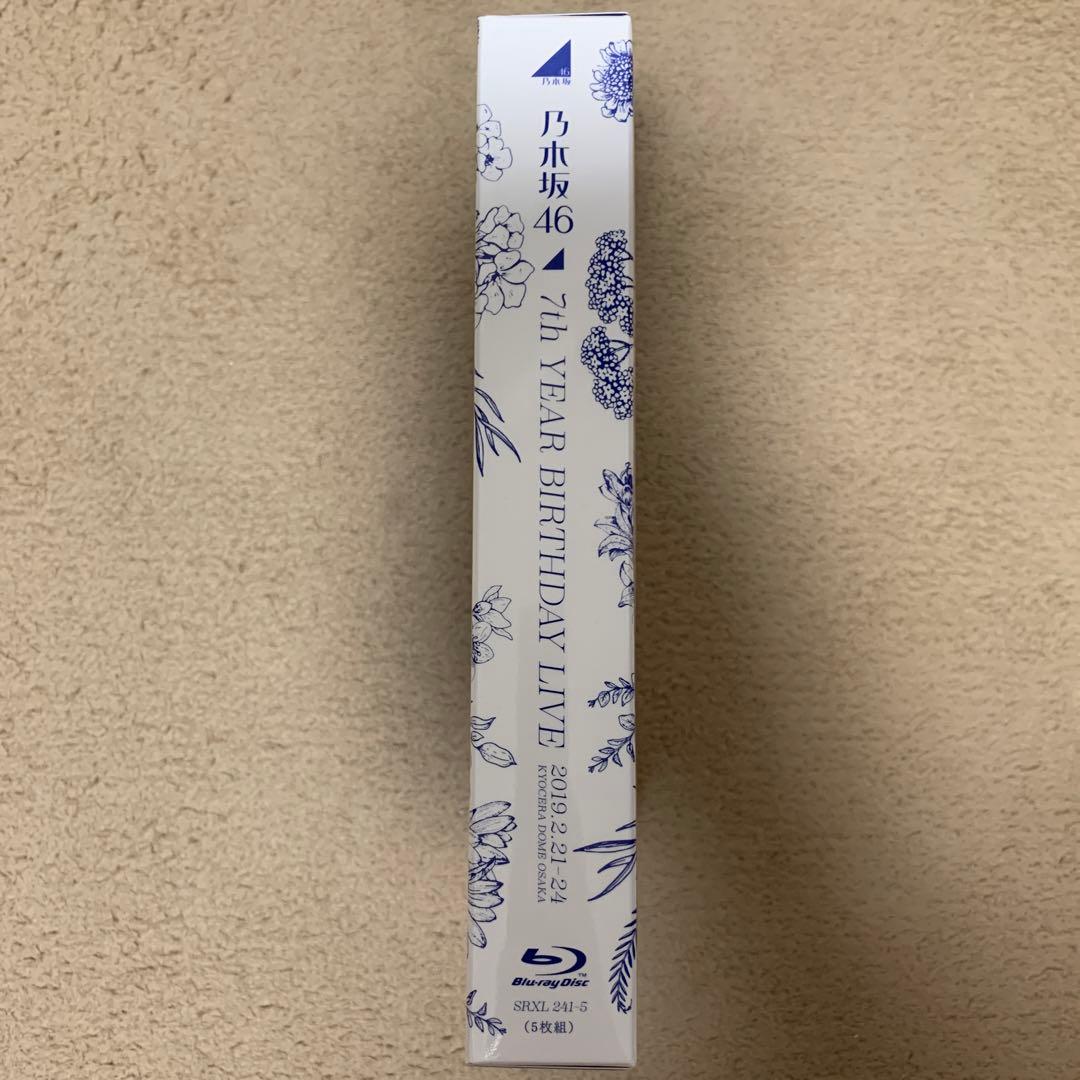 46
乃木坂
乃木坂46
7th YEAR BIRTHDAY LIVE
2019.2.21-24
KYOCERA DOME OSAKA
Blu-ray Disc™
SRXL 241-5
(5枚組)